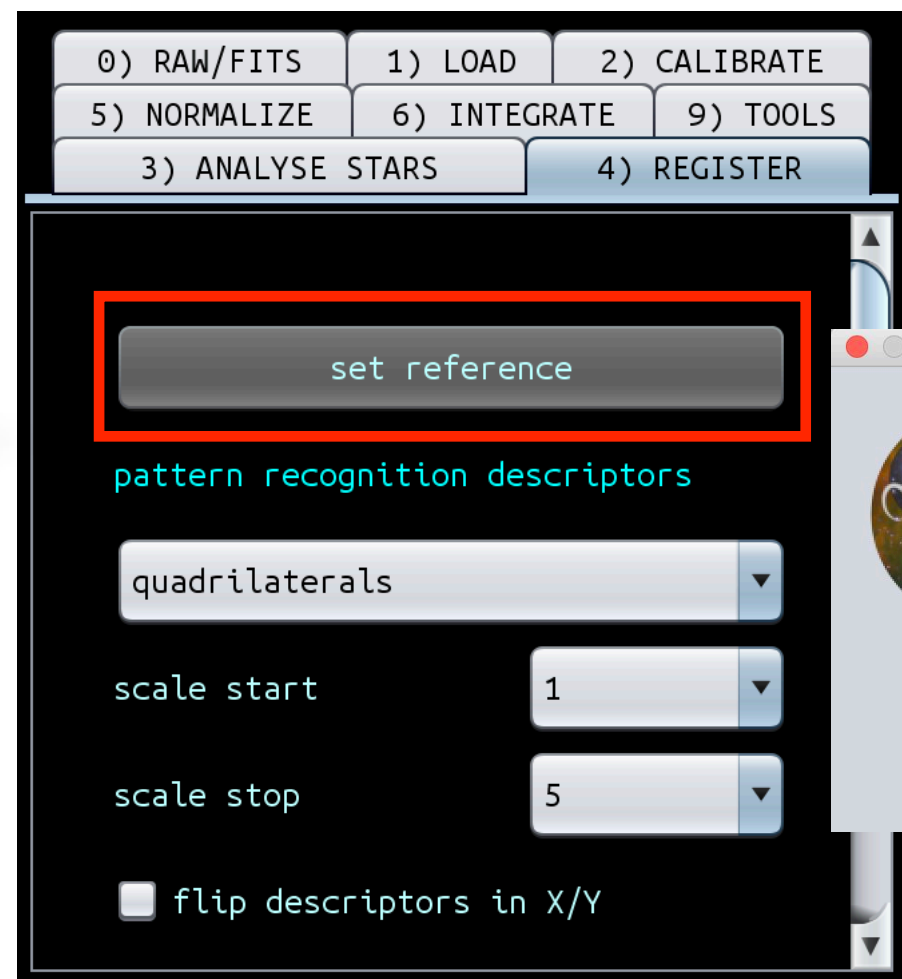 0) RAW/FITS 1) LOAD 2) CALIBRATE
5) NORMALIZE 6) INTEGRATE 9) TOOLS
3) ANALYSE STARS 4) REGISTER
set reference
pattern recognition descriptors
quadrilaterals
scale start 1
scale stop 5
flip descriptors in X/Y